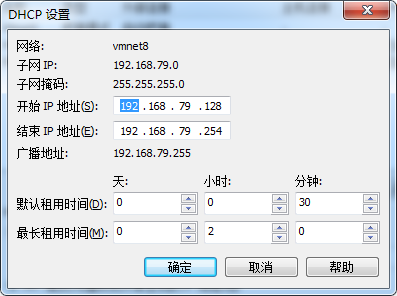 DHCP 设置
网络: vmnet8
子网 IP: 192.168.79.0
子网掩码: 255.255.255.0
开始 IP 地址(S): 192 . 168 . 79 . 128
结束 IP 地址(E): 192 . 168 . 79 . 254
广播地址: 192.168.79.255
天: 小时: 分钟:
默认租用时间(D): 0 0 30
最长租用时间(M): 0 2 0
确定 取消 帮助